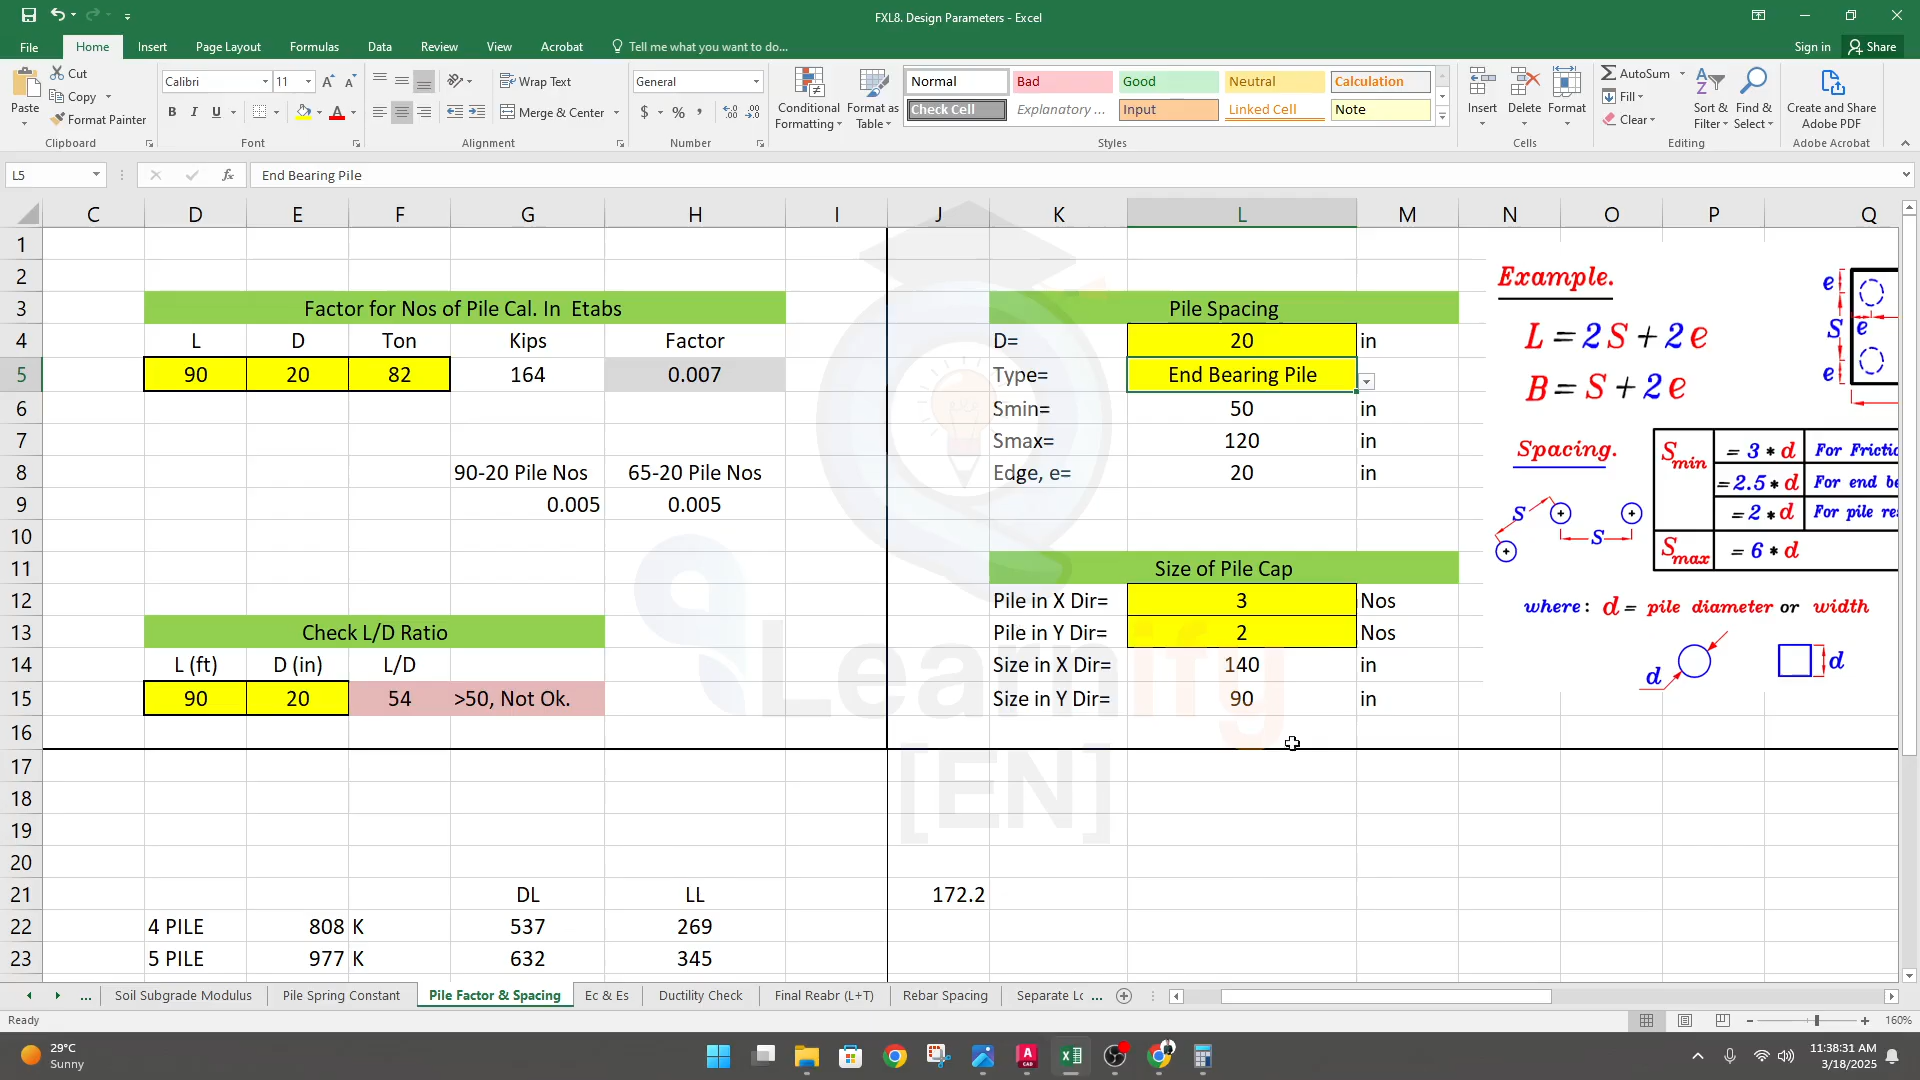 FXL8. Design Parameters - Excel
File Home Insert Page Layout Formulas Data Review View Acrobat Tell me what you want to do... Sign in Share
Paste Cut
Copy
Format Painter
Calibri 11
B I U
Wrap Text
Merge & Center
General
$ % ,
Conditional Formatting
Format as Table
Normal Bad Good Neutral Calculation
Check Cell Explanatory ... Input Linked Cell Note
Insert Delete Format
AutoSum
Fill
Clear
Sort & Filter
Find & Select
Create and Share Adobe PDF
Clipboard Font Alignment Number Styles Cells Editing Adobe Acrobat
L5 fx End Bearing Pile
C D E F G H I J K L M N O P Q
1
2
3 Factor for Nos of Pile Cal. In Etabs Pile Spacing
4 L D Ton Kips Factor D= 20 in
5 90 20 82 164 0.007 Type= End Bearing Pile
6 Smin= 50 in
7 Smax= 120 in
8 90-20 Pile Nos 65-20 Pile Nos Edge, e= 20 in
9 0.005 0.005
10
11 Size of Pile Cap
12 Pile in X Dir= 3 Nos
13 Check L/D Ratio Pile in Y Dir= 2 Nos
14 L (ft) D (in) L/D Size in X Dir= 140 in
15 90 20 54 >50, Not Ok. Size in Y Dir= 90 in
16
17
18
19
20
21 DL LL 172.2
22 4 PILE 808 K 537 269
23 5 PILE 977 K 632 345
Example.
L = 2S + 2e
B = S + 2e
e
S e
e
Spacing.
S S
Smin = 3 * d For Frictio
= 2.5 * d For end be
= 2 * d For pile re
Smax = 6 * d
where: d = pile diameter or width
d d
Learnify
[EN]
... Soil Subgrade Modulus Pile Spring Constant Pile Factor & Spacing Ec & Es Ductility Check Final Reabr (L+T) Rebar Spacing Separate Lc ...
Ready 160%
29°C
Sunny
11:38:31 AM
3/18/2025